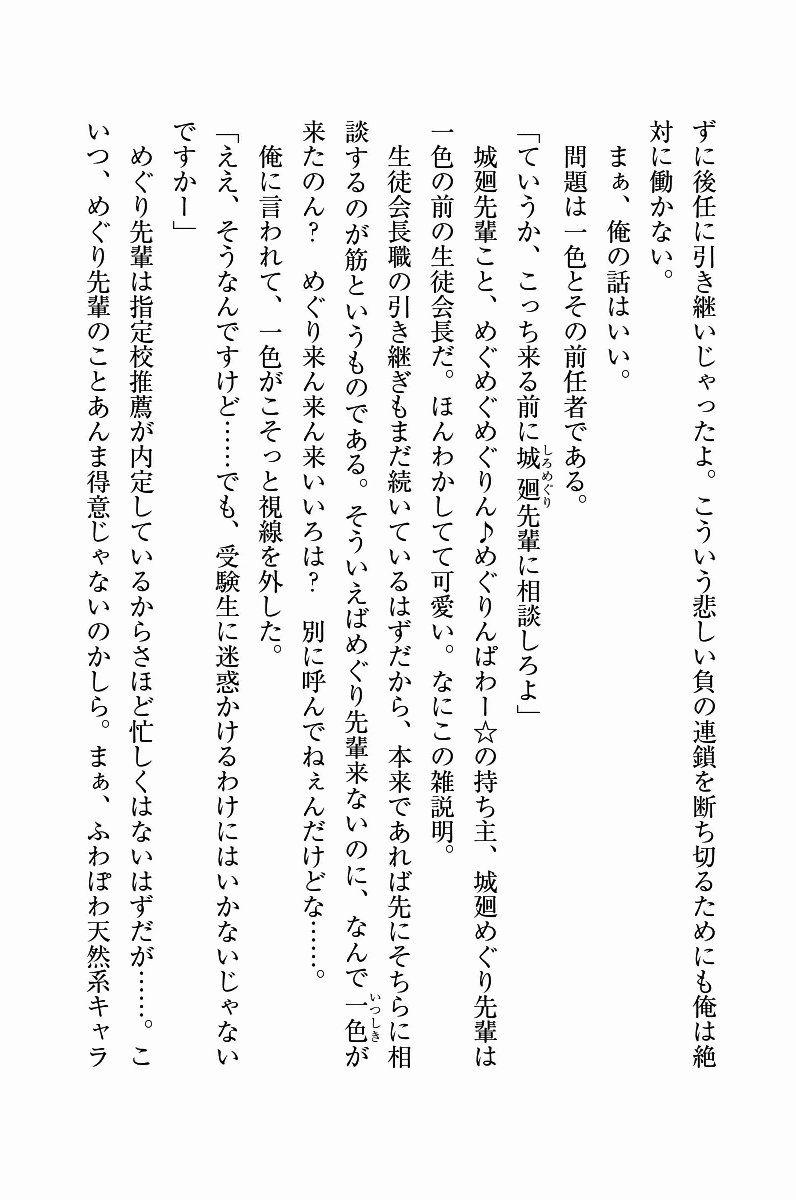 ずに後任に引き継いじゃったよ。こういう悲しい負の連鎖を断ち切るためにも俺は絶
対に働かない。
　まぁ、俺の話はいい。
　問題は一色とその前任者である。
「ていうか、こっち来る前に城廻先輩に相談しろよ」
しろめぐり
　城廻先輩こと、めぐめぐめぐりん♪めぐりんぱわー☆の持ち主、城廻めぐり先輩は
一色の前の生徒会長だ。ほんわかしてて可愛い。なにこの雑説明。
　生徒会長職の引き継ぎもまだ続いているはずだから、本来であれば先にそちらに相
談するのが筋というものである。そういえばめぐり先輩来ないのに、なんで一色が
いつしき
来たのん？　めぐり来ん来ん来いいろは？　別に呼んでねぇんだけどな……。
　俺に言われて、一色がこそっと視線を外した。
「ええ、そうなんですけど……でも、受験生に迷惑かけるわけにはいかないじゃない
ですかー」
　めぐり先輩は指定校推薦が内定しているからさほど忙しくはないはずだが……。こ
いつ、めぐり先輩のことあんま得意じゃないのかしら。まぁ、ふわぽわ天然系キャラ